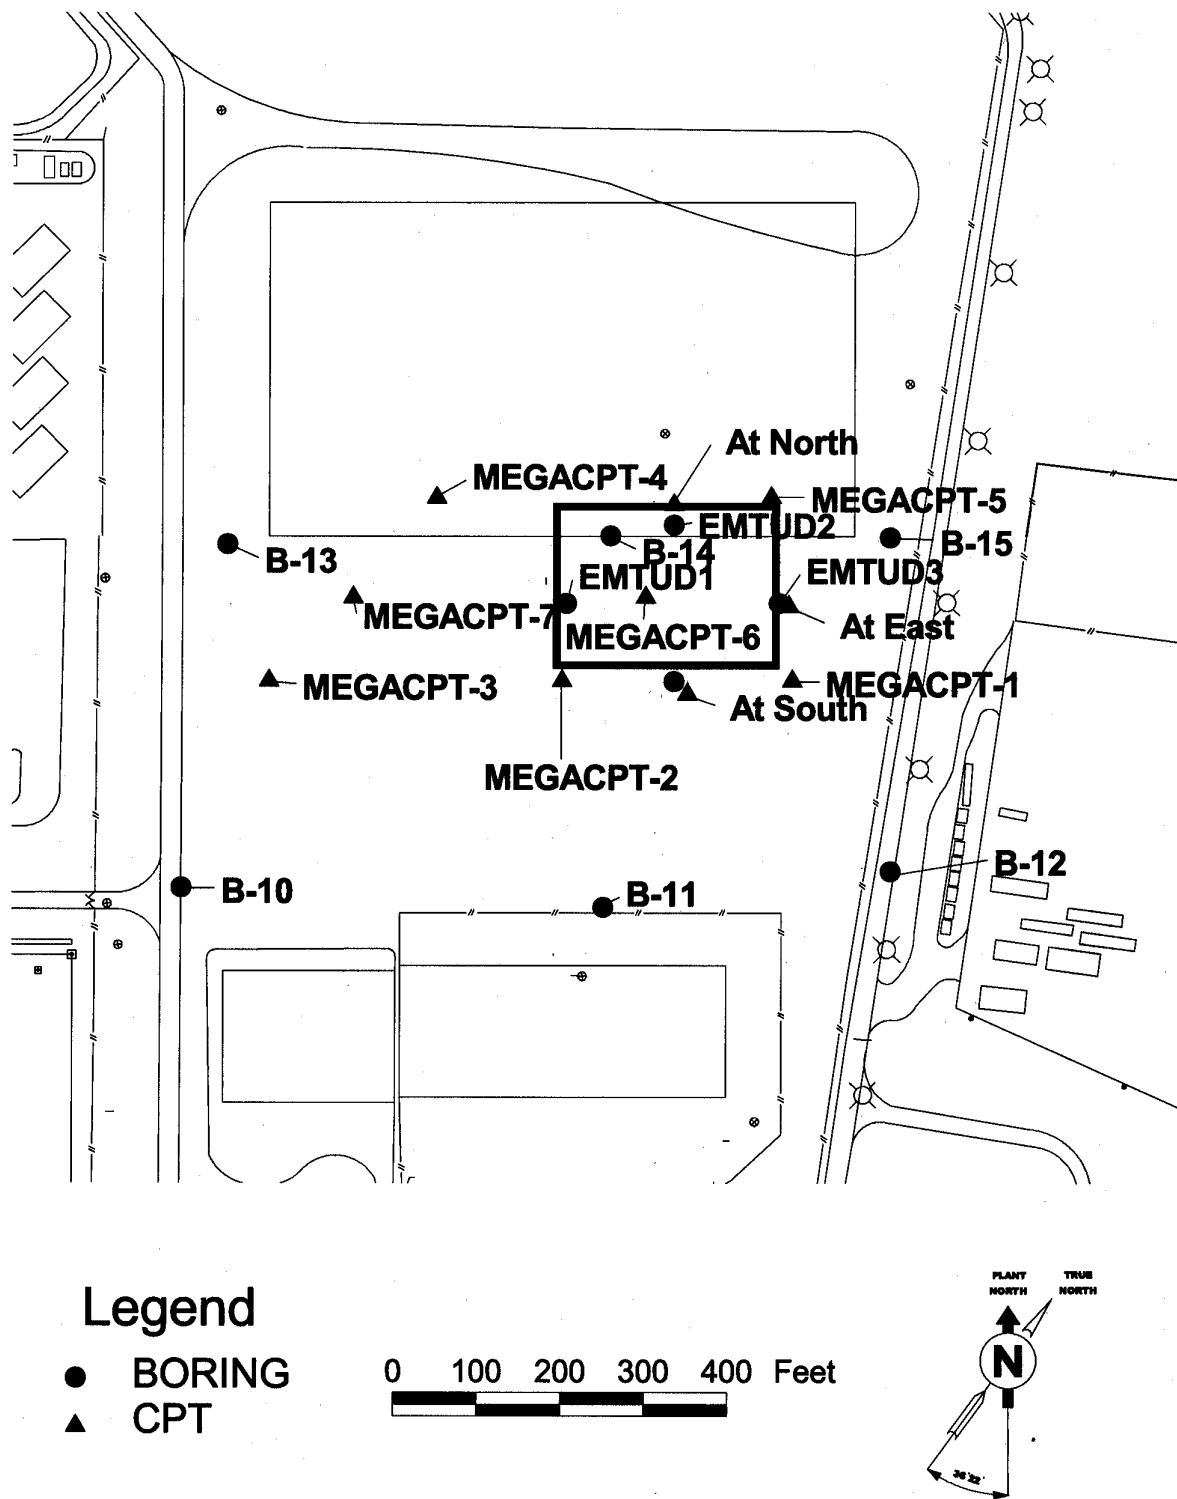 At North
MEGACPT-4
MEGACPT-5
EMTUD2
B-14
B-15
B-13
EMTUD1
EMTUD3
MEGACPT-7
MEGACPT-6
At East
MEGACPT-3
MEGACPT-1
At South
MEGACPT-2
B-12
B-10
B-11
Legend
BORING
CPT
0 100 200 300 400 Feet
PLANT NORTH
TRUE NORTH
N
36°22'